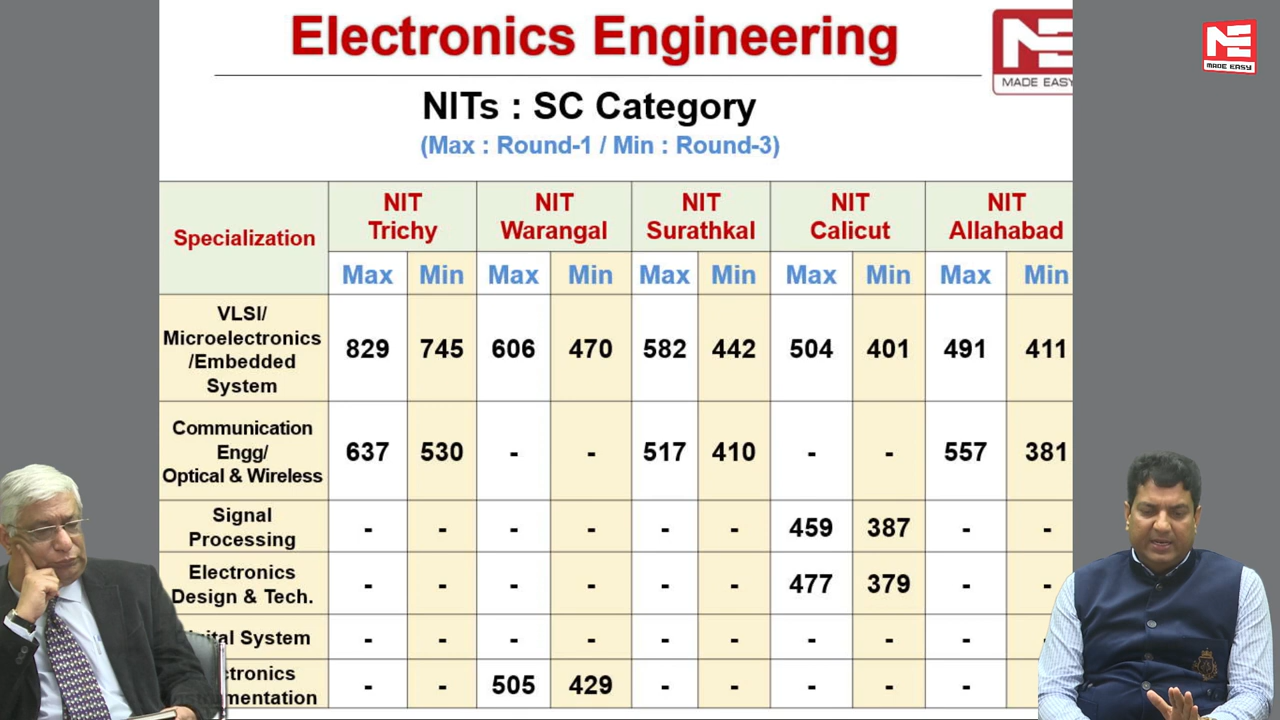 Electronics Engineering
MADE EASY
MADE EASY
NITs : SC Category
(Max : Round-1 / Min : Round-3)
Specialization
NIT Trichy
NIT Warangal
NIT Surathkal
NIT Calicut
NIT Allahabad
Max Min Max Min Max Min Max Min Max Min
VLSI/
Microelectronics
/Embedded
System
829 745 606 470 582 442 504 401 491 411
Communication
Engg/
Optical & Wireless
637 530 - - 517 410 - - 557 381
Signal
Processing
- - - - - - 459 387 - -
Electronics
Design & Tech.
- - - - - - 477 379 - -
System
- - - - - - - - - -
- - 505 429 - - - - -